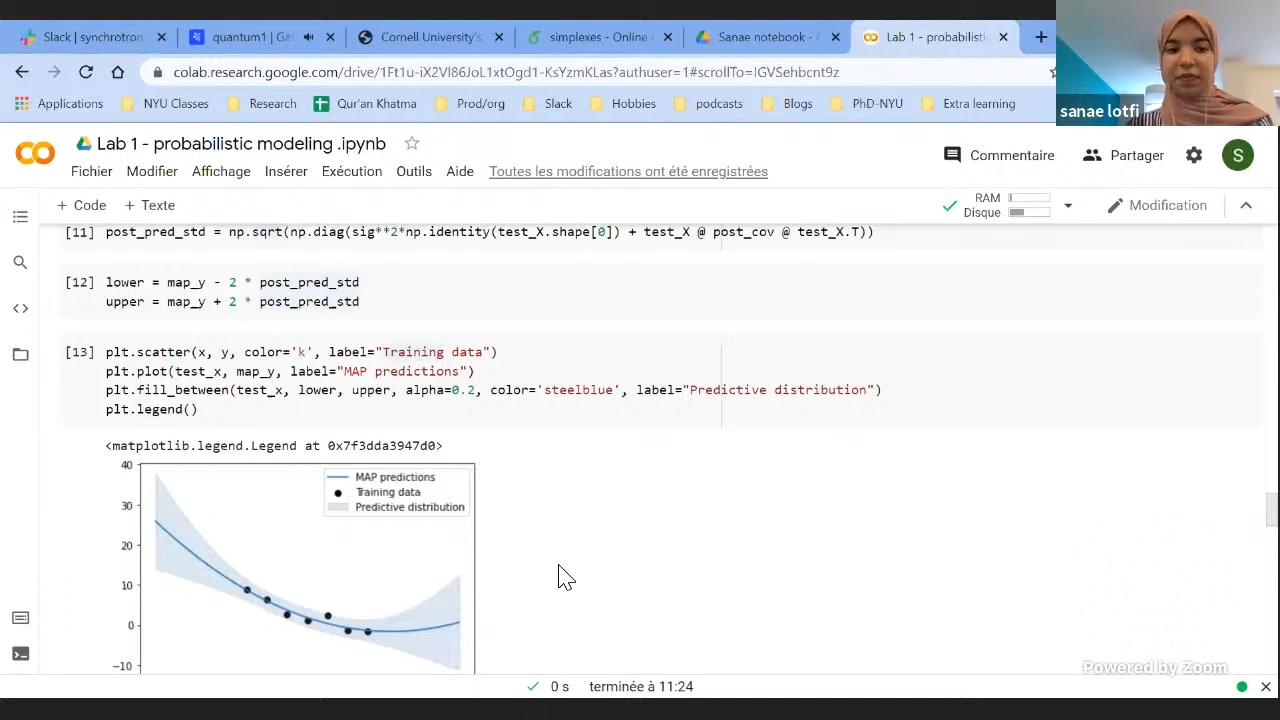 Slack | synchrotron
quantum1 | Ga
Cornell University's
simplexes - Online
Sanae notebook -
Lab 1 - probabilisti
colab.research.google.com/drive/1Ft1u-iX2Vl86JoL1xtOgd1-KsYzmKLas?authuser=1#scrollTo=IGVSehbcnt9z
Applications
NYU Classes
Research
Qur'an Khatma
Prod/org
Slack
Hobbies
podcasts
Blogs
PhD-NYU
Extra learning
sanae lotfi
CO
Lab 1 - probabilistic modeling .ipynb
Commentaire
Partager
S
Fichier Modifier Affichage Insérer Exécution Outils Aide Toutes les modifications ont été enregistrées
+ Code + Texte
RAM
Disque
Modification
[11] post_pred_std = np.sqrt(np.diag(sig**2*np.identity(test_X.shape[0]) + test_X @ post_cov @ test_X.T))
[12] lower = map_y - 2 * post_pred_std
upper = map_y + 2 * post_pred_std
[13] plt.scatter(x, y, color='k', label="Training data")
plt.plot(test_x, map_y, label="MAP predictions")
plt.fill_between(test_x, lower, upper, alpha=0.2, color='steelblue', label="Predictive distribution")
plt.legend()
<matplotlib.legend.Legend at 0x7f3dda3947d0>
40
30
20
10
0
-10
MAP predictions
Training data
Predictive distribution
Powered by Zoom
0 s terminée à 11:24